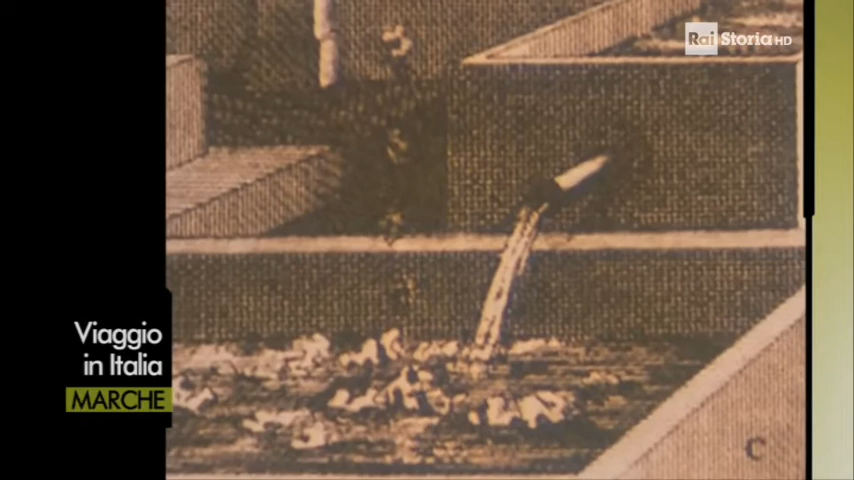 Rai Storia HD
Viaggio
in Italia
MARCHE
C